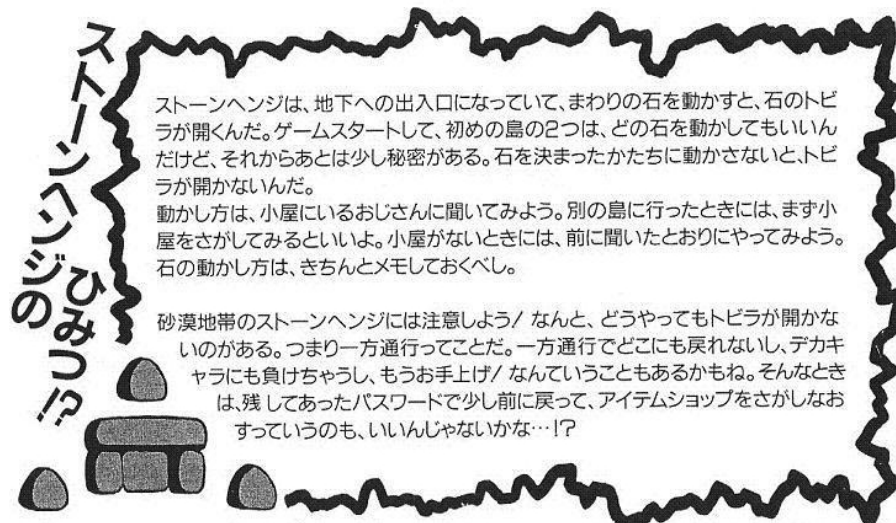 ストーンヘンジの
ひみつ!?
ストーンヘンジは、地下への出入口になっていて、まわりの石を動かすと、石のトビ
ラが開くんだ。ゲームスタートして、初めの島の2つは、どの石を動かしてもいいん
だけど、それからあとは少し秘密がある。石を決まったかたちに動かさないと、トビ
ラが開かないんだ。
動かし方は、小屋にいるおじさんに聞いてみよう。別の島に行ったときには、まず小
屋をさがしてみるといいよ。小屋がないときには、前に聞いたとおりにやってみよう。
石の動かし方は、きちんとメモしておくべし。
砂漠地帯のストーンヘンジには注意しよう! なんと、どうやってもトビラが開かな
いのがある。つまり一方通行ってことだ。一方通行でどこにも戻れないし、デカキ
ャラにも負けちゃうし、もうお手上げ! なんていうこともあるかもね。そんなとき
は、残してあったパスワードで少し前に戻って、アイテムショップをさがしなお
すっていうのも、いいんじゃないかな…!?